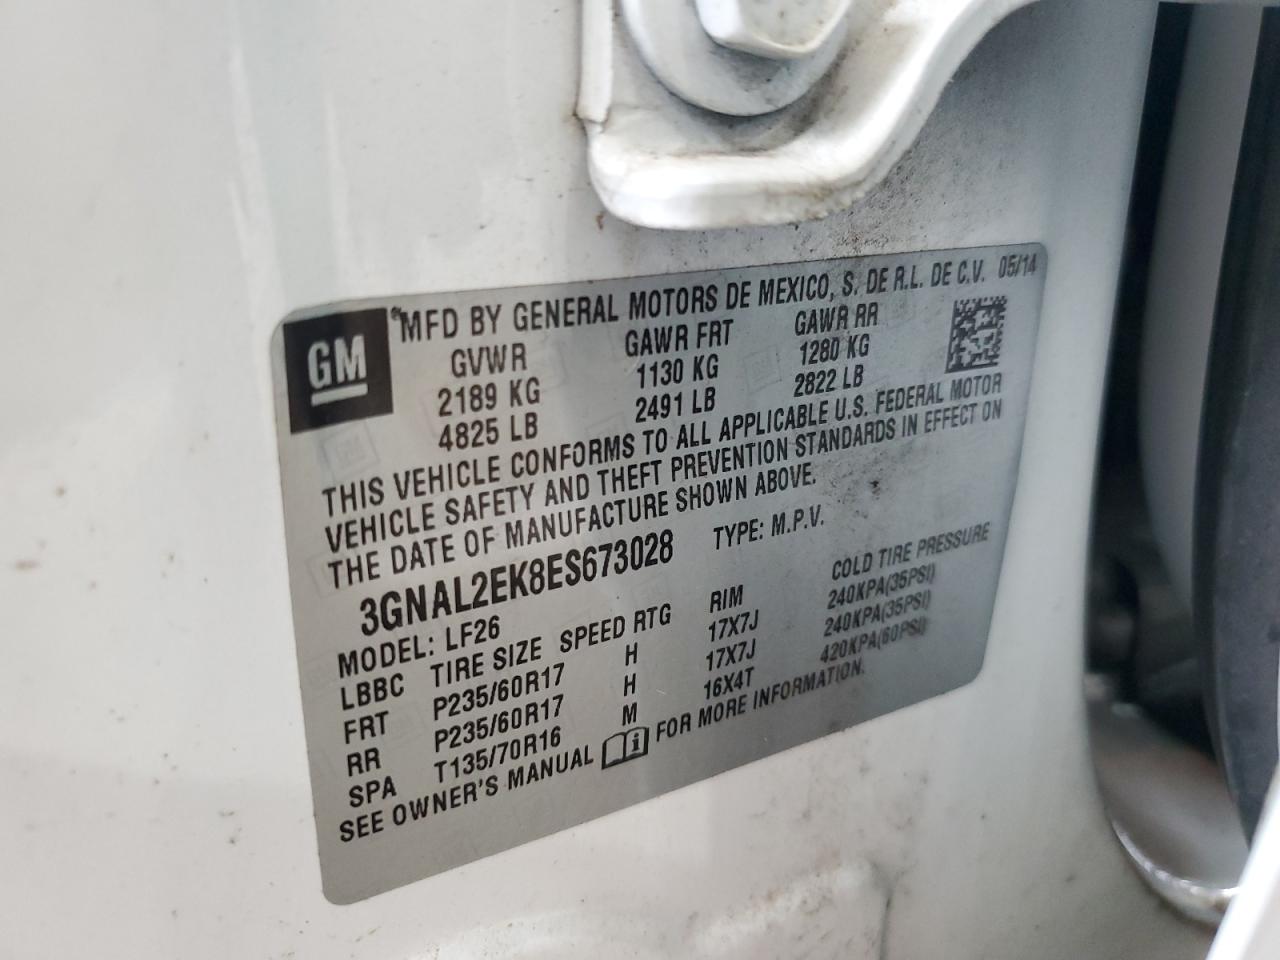 GM
MFD BY GENERAL MOTORS DE MEXICO, S. DE R.L. DE C.V. 05/14
GVWR GAWR FRT GAWR RR
2189 KG 1130 KG 1280 KG
4825 LB 2491 LB 2822 LB
THIS VEHICLE CONFORMS TO ALL APPLICABLE U.S. FEDERAL MOTOR
VEHICLE SAFETY AND THEFT PREVENTION STANDARDS IN EFFECT ON
THE DATE OF MANUFACTURE SHOWN ABOVE.
3GNAL2EK8ES673028 TYPE: M.P.V.
MODEL: LF26
LBBC TIRE SIZE SPEED RTG RIM COLD TIRE PRESSURE
FRT P235/60R17 H 17X7J 240KPA(35PSI)
RR P235/60R17 H 17X7J 240KPA(35PSI)
SPA T135/70R16 M 16X4T 420KPA(60PSI)
SEE OWNER'S MANUAL FOR MORE INFORMATION.